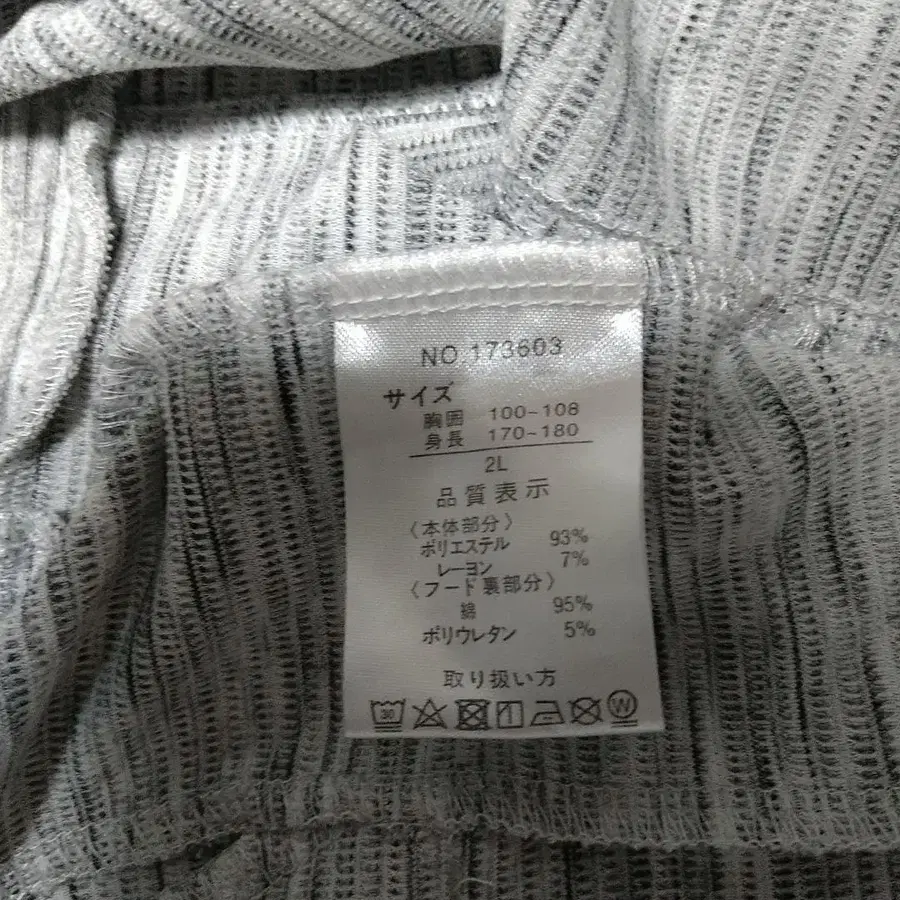 NO.173603
サイズ
胸囲 100~108
身長 170~180
2L
品質表示
〈本体部分〉
ポリエステル 93%
レーヨン 7%
〈フード裏部分〉
綿 95%
ポリウレタン 5%
取り扱い方
30 W